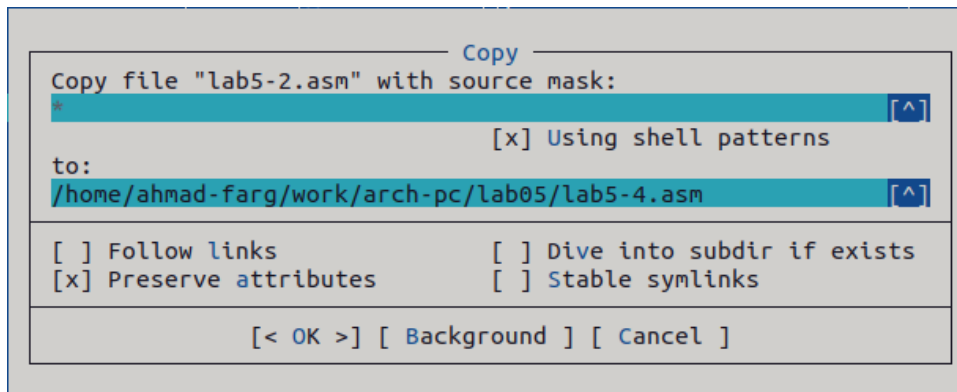 Copy
Copy file "lab5-2.asm" with source mask:
* [^]
[x] Using shell patterns
to:
/home/ahmad-farg/work/arch-pc/lab05/lab5-4.asm [^]
[ ] Follow links [ ] Dive into subdir if exists
[x] Preserve attributes [ ] Stable symlinks
[< OK >] [ Background ] [ Cancel ]